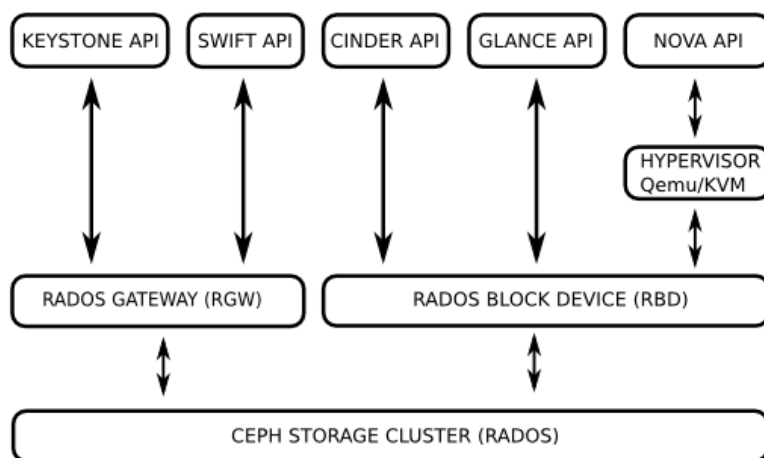 KEYSTONE API
SWIFT API
CINDER API
GLANCE API
NOVA API
HYPERVISOR
Qemu/KVM
RADOS GATEWAY (RGW)
RADOS BLOCK DEVICE (RBD)
CEPH STORAGE CLUSTER (RADOS)